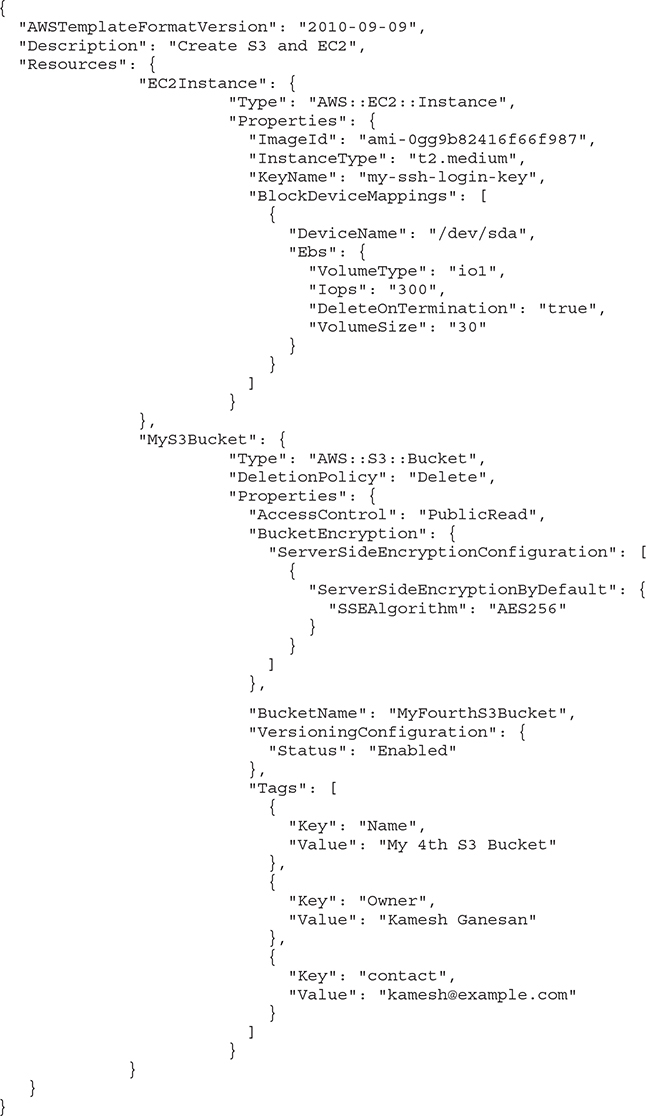 {
  "AWSTemplateFormatVersion": "2010-09-09",
  "Description": "Create S3 and EC2",
  "Resources": {
              "EC2Instance": {
                       "Type": "AWS::EC2::Instance",
                       "Properties": {
                         "ImageId": "ami-0gg9b82416f66f987",
                         "InstanceType": "t2.medium",
                         "KeyName": "my-ssh-login-key",
                         "BlockDeviceMappings": [
                           {
                             "DeviceName": "/dev/sda",
                             "Ebs": {
                               "VolumeType": "io1",
                               "Iops": "300",
                               "DeleteOnTermination": "true",
                               "VolumeSize": "30"
                             }
                           }
                         ]
                       }
              },
              "MyS3Bucket": {
                       "Type": "AWS::S3::Bucket",
                       "DeletionPolicy": "Delete",
                       "Properties": {
                         "AccessControl": "PublicRead",
                         "BucketEncryption": {
                           "ServerSideEncryptionConfiguration": [
                             {
                               "ServerSideEncryptionByDefault": {
                                 "SSEAlgorithm": "AES256"
                               }
                             }
                           ]
                         },
                         "BucketName": "MyFourthS3Bucket",
                         "VersioningConfiguration": {
                           "Status": "Enabled"
                         },
                         "Tags": [
                           {
                             "Key": "Name",
                             "Value": "My 4th S3 Bucket"
                           },
                           {
                             "Key": "Owner",
                             "Value": "Kamesh Ganesan"
                           },
                           {
                             "Key": "contact",
                             "Value": "kamesh@example.com"
                           }
                         ]
                       }
             }
   }
}